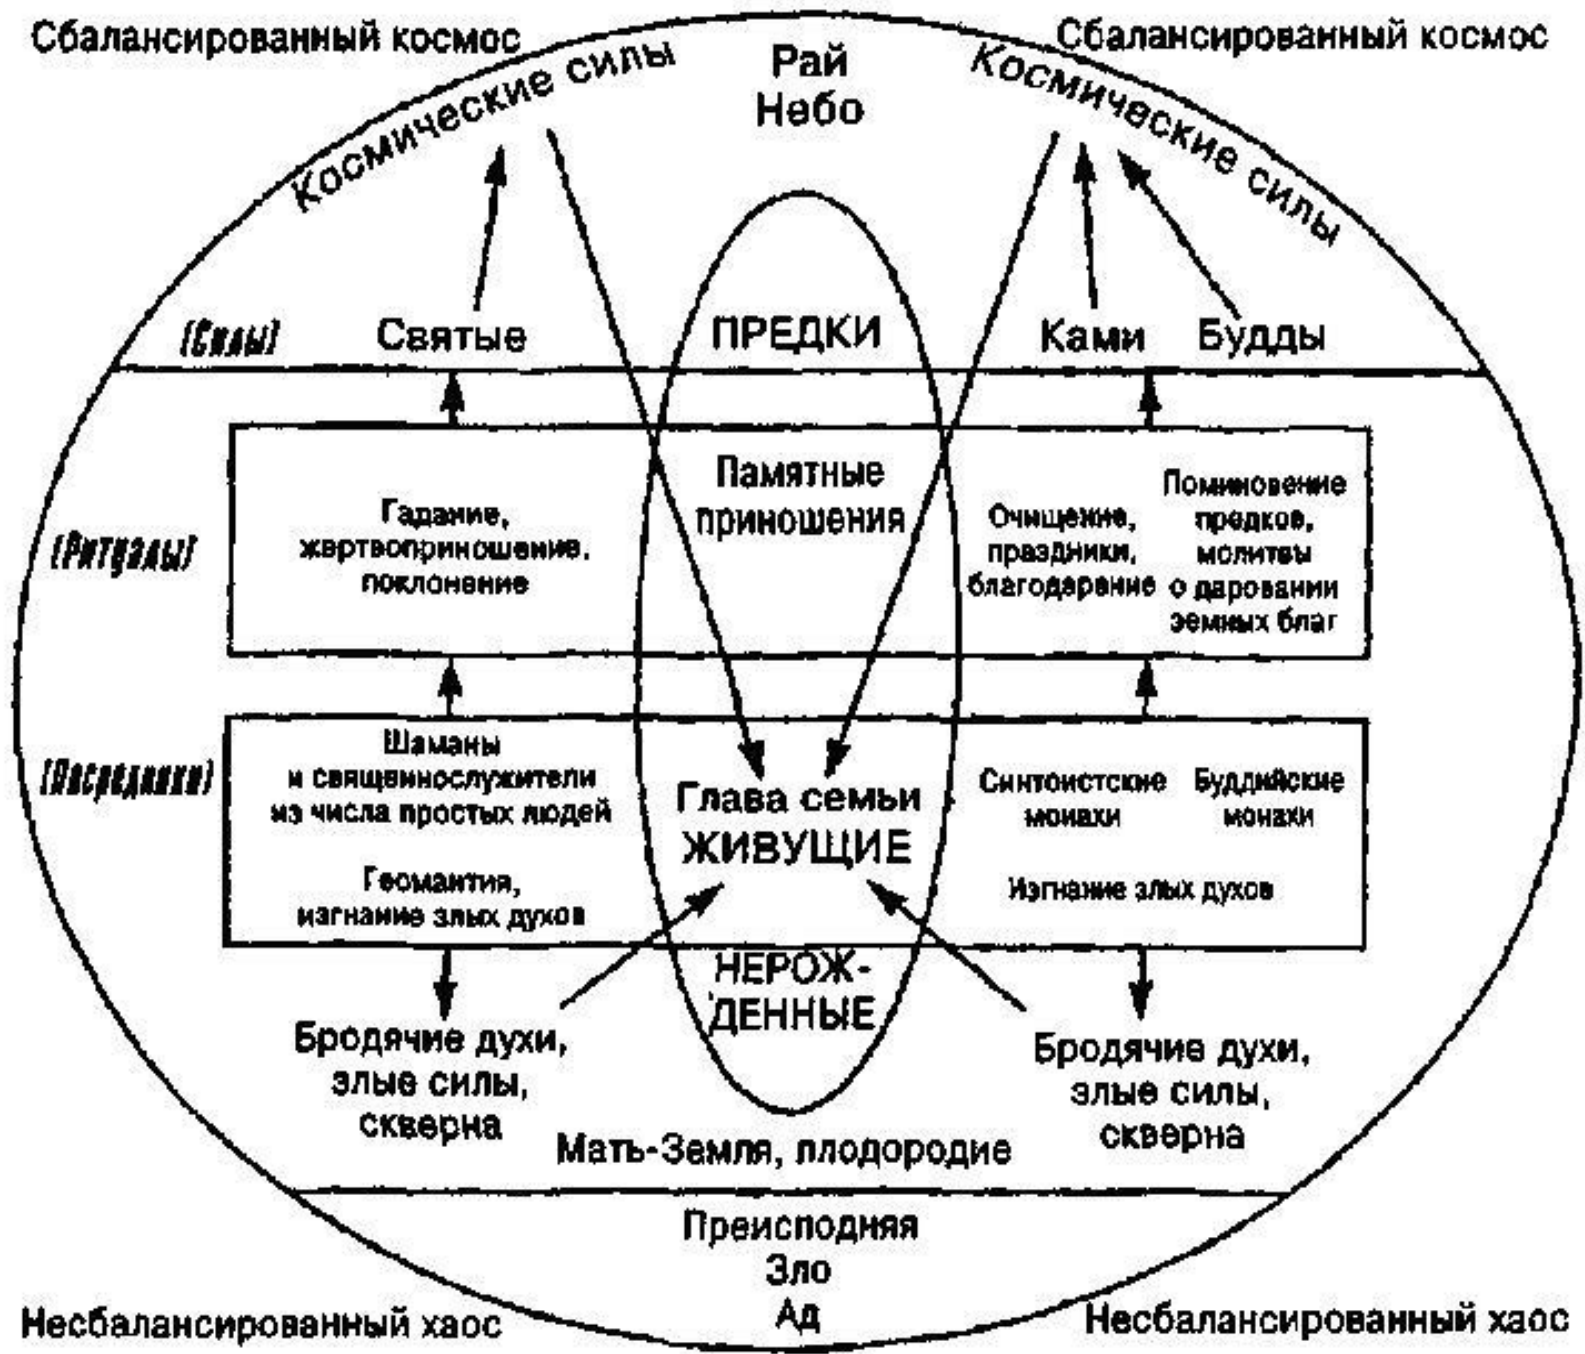 Сбалансированный космос
Сбалансированный космос
Космические силы
Рай
Небо
Космические силы
(Силы)
Святые
ПРЕДКИ
Ками
Будды
(Ритуалы)
Гадание,
жертвоприношение,
поклонение
Памятные
приношения
Очищение,
праздники,
благодарение
Поминовение
предков,
молитвы
о даровании
земных благ
(Посредники)
Шаманы
и священнослужители
из числа простых людей
Геомантия,
изгнание злых духов
Глава семьи
ЖИВУЩИЕ
Синтоистские
монахи
Буддийские
монахи
Изгнание злых духов
НЕРОЖ-
ДЕННЫЕ
Бродячие духи,
злые силы,
скверна
Бродячие духи,
злые силы,
скверна
Мать-Земля, плодородие
Преисподняя
Зло
Ад
Несбалансированный хаос
Несбалансированный хаос